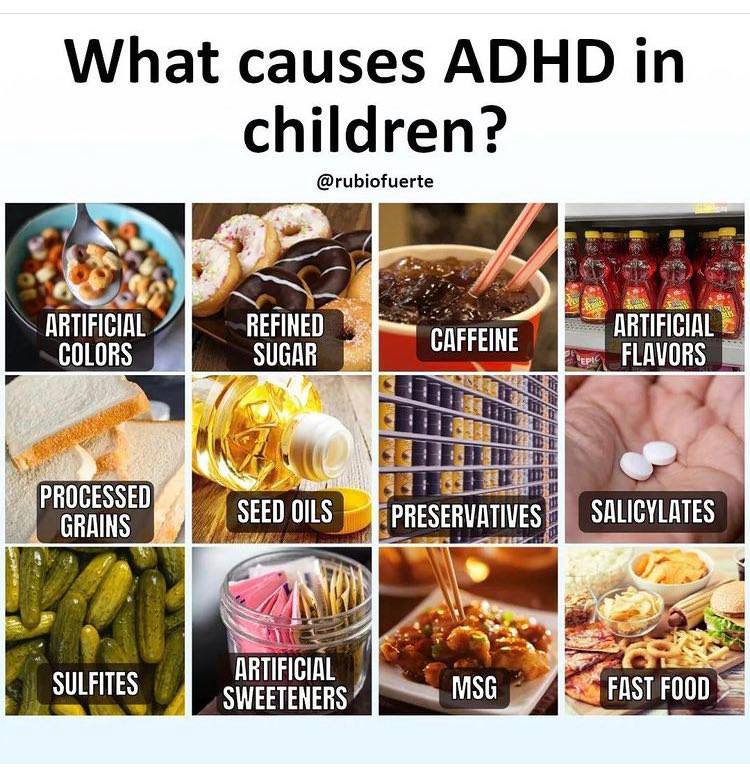 What causes ADHD in
children?
@rubiofuerte
ARTIFICIAL
COLORS
REFINED
SUGAR
CAFFEINE
ARTIFICIAL
FLAVORS
PROCESSED
GRAINS
SEED OILS
PRESERVATIVES
SALICYLATES
SULFITES
ARTIFICIAL
SWEETENERS
MSG
FAST FOOD